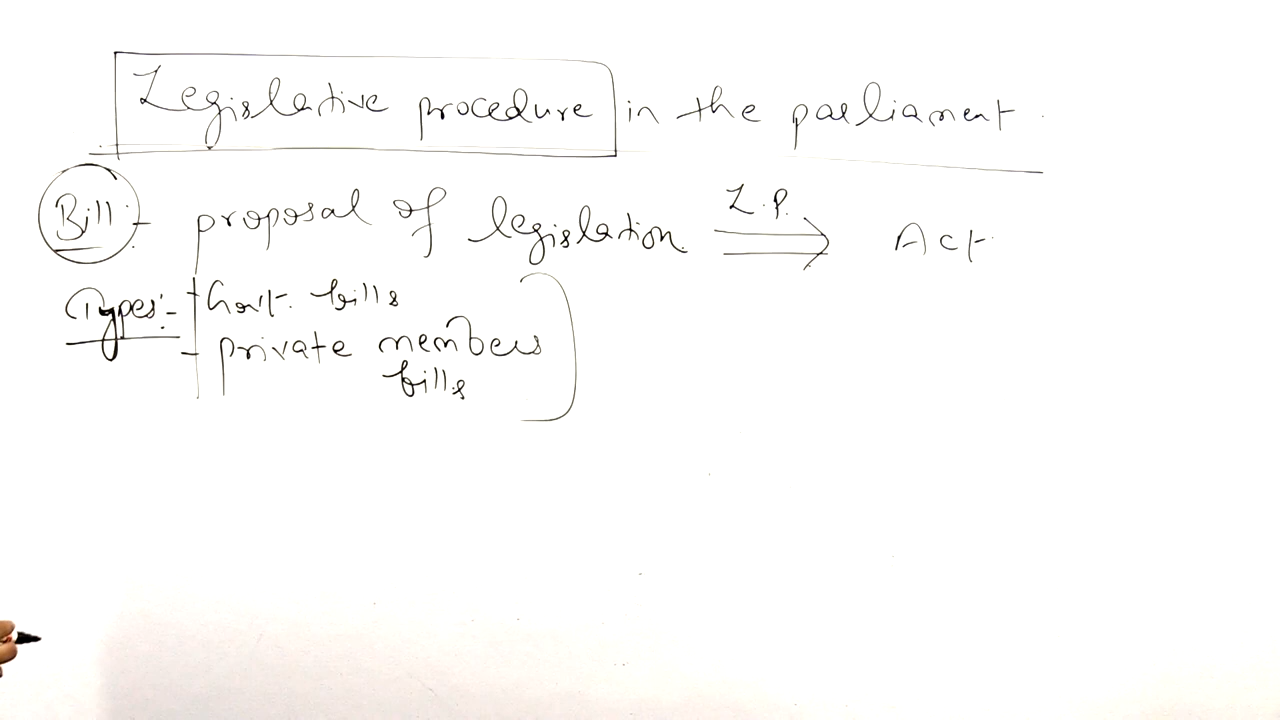 Legislative procedure in the parliament.
Bill:- proposal of legislation. L.P. ⇒ Act.
Types:- - Govt. bills
- private members
bills